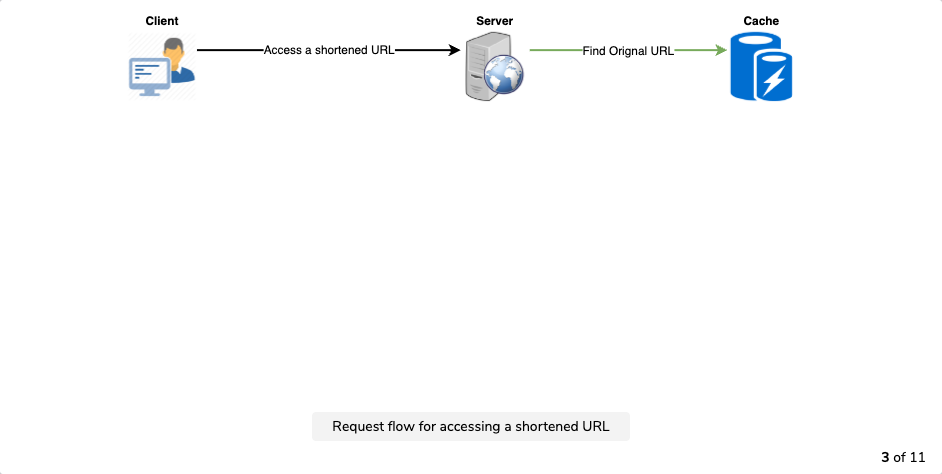 Client
Server
Cache
Access a shortened URL
Find Orignal URL
Request flow for accessing a shortened URL
3 of 11